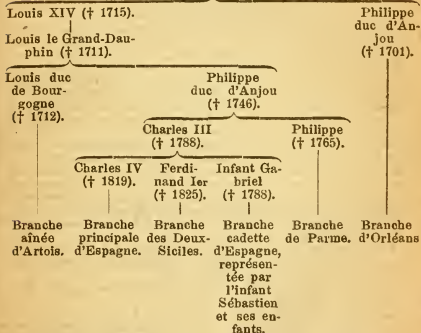 Louis XIV († 1715).
Louis le Grand-Dau-
phin († 1711).
Philippe
duc d'An-
jou
(† 1701).
Louis duc
de Bour-
gogne
(† 1712).
Philippe
duc d'Anjou
(† 1746).
Charles III
(† 1788).
Philippe
(† 1765).
Charles IV
(† 1819).
Ferdi-
nand Ier
(† 1825).
Infant Ga-
briel
(† 1788).
Branche
aînée
d'Artois.
Branche
principale
d'Espagne.
Branche
des Deux-
Siciles.
Branche
cadette
d'Espagne,
représen-
tée par
l'infant
Sébastien
et ses en-
fants.
Branche
de Parme.
Branche
d'Orléans